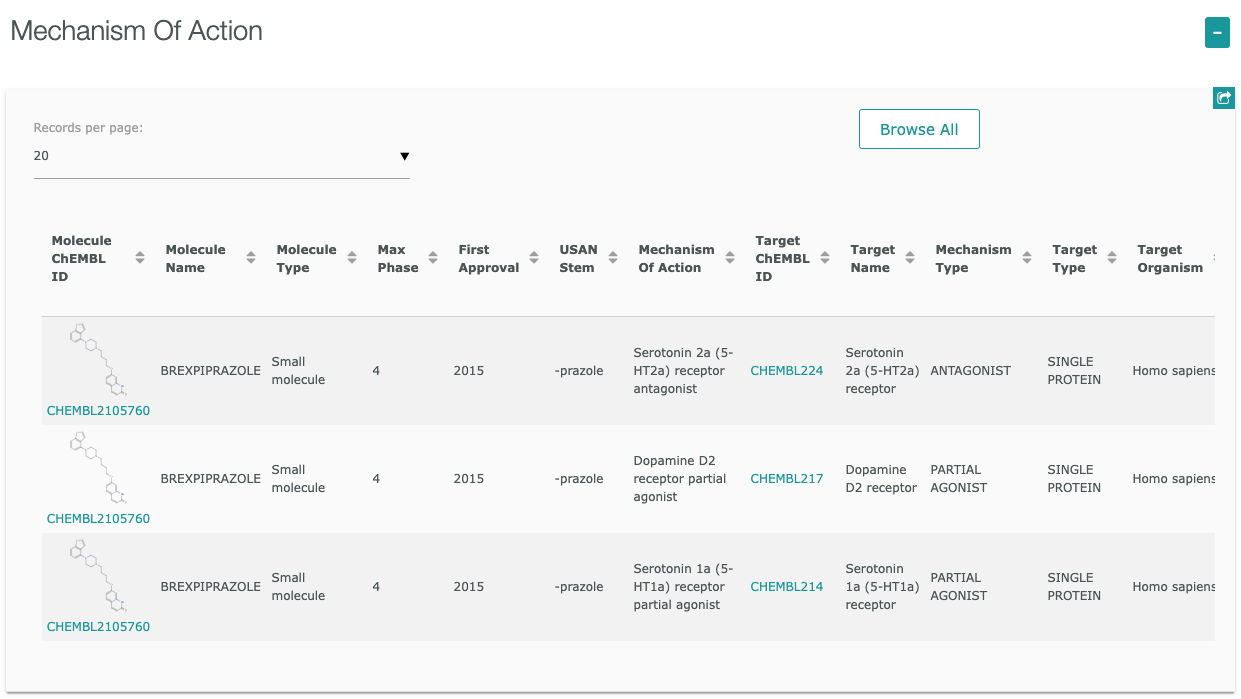 Mechanism Of Action
Records per page:
20
Browse All
Molecule ChEMBL ID Molecule Name Molecule Type Max Phase First Approval USAN Stem Mechanism Of Action Target ChEMBL ID Target Name Mechanism Type Target Type Target Organism
CHEMBL2105760 BREXPIPRAZOLE Small molecule 4 2015 -prazole Serotonin 2a (5-HT2a) receptor antagonist CHEMBL224 Serotonin 2a (5-HT2a) receptor ANTAGONIST SINGLE PROTEIN Homo sapiens
CHEMBL2105760 BREXPIPRAZOLE Small molecule 4 2015 -prazole Dopamine D2 receptor partial agonist CHEMBL217 Dopamine D2 receptor PARTIAL AGONIST SINGLE PROTEIN Homo sapiens
CHEMBL2105760 BREXPIPRAZOLE Small molecule 4 2015 -prazole Serotonin 1a (5-HT1a) receptor partial agonist CHEMBL214 Serotonin 1a (5-HT1a) receptor PARTIAL AGONIST SINGLE PROTEIN Homo sapiens